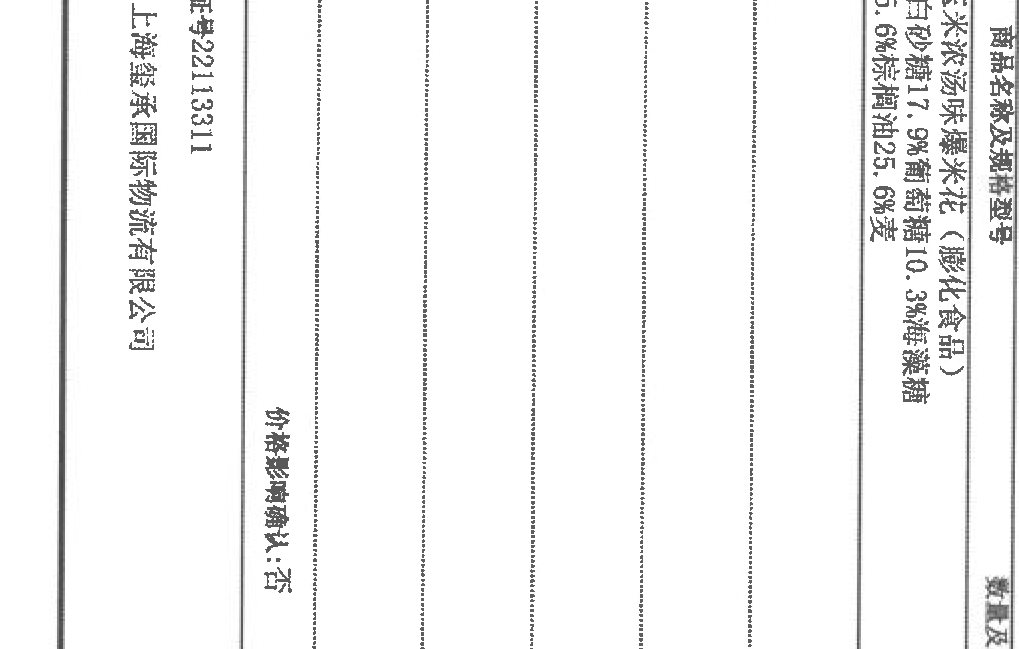 商品名称及规格型号 数量及
玉米浓汤味爆米花（膨化食品）
白砂糖17.9%葡萄糖10.3%海藻糖
5.6%棕榈油25.6%麦
价格影响确认:否
证号22113311
上海玺承国际物流有限公司